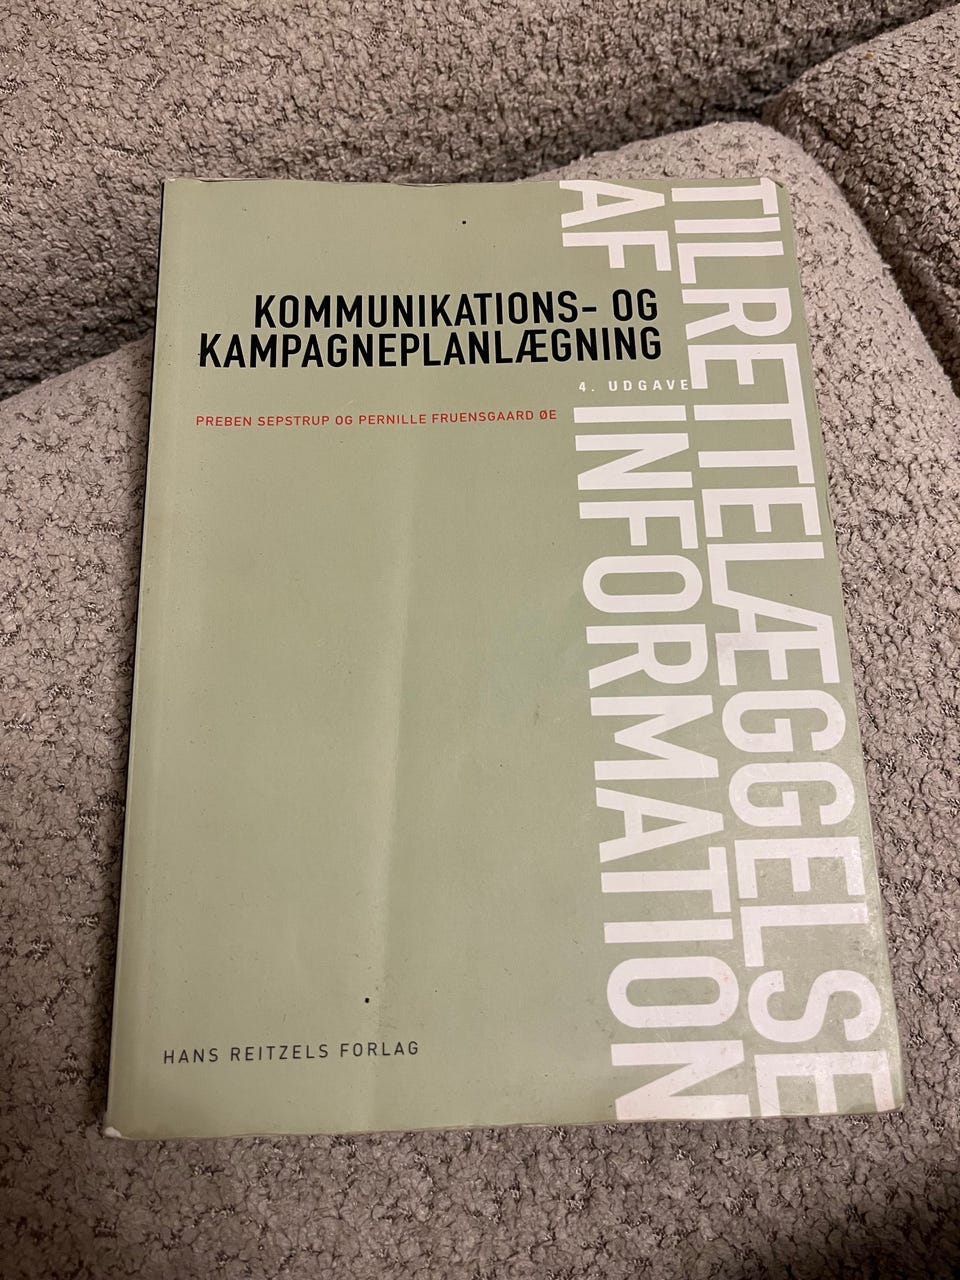 TILRETTELÆGGELSE
AF INFORMATION
KOMMUNIKATIONS- OG
KAMPAGNEPLANLÆGNING
4. UDGAVE
PREBEN SEPSTRUP OG PERNILLE FRUENSGAARD ØE
HANS REITZELS FORLAG